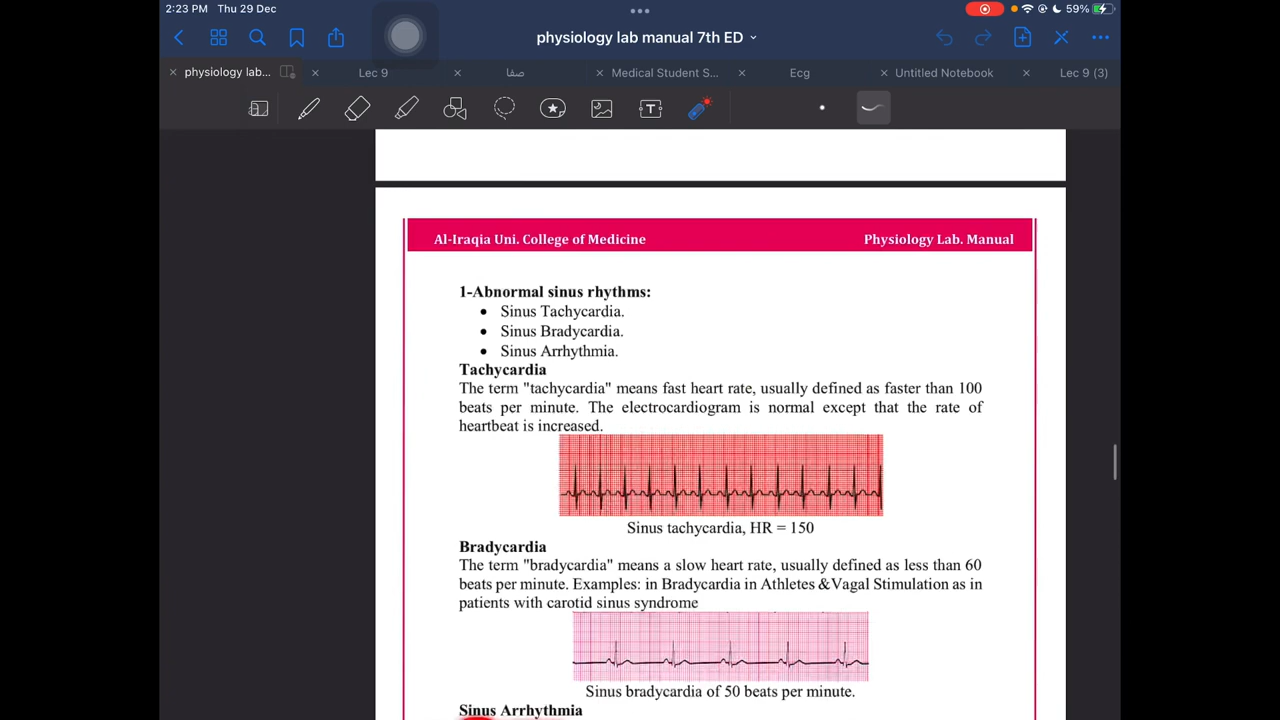 2:23 PM Thu 29 Dec
59%
physiology lab manual 7th ED
physiology lab...
Lec 9
صفا
Medical Student S...
Ecg
Untitled Notebook
Lec 9 (3)
Al-Iraqia Uni. College of Medicine
Physiology Lab. Manual
1-Abnormal sinus rhythms:
• Sinus Tachycardia.
• Sinus Bradycardia.
• Sinus Arrhythmia.
Tachycardia
The term "tachycardia" means fast heart rate, usually defined as faster than 100
beats per minute. The electrocardiogram is normal except that the rate of
heartbeat is increased.
Sinus tachycardia, HR = 150
Bradycardia
The term "bradycardia" means a slow heart rate, usually defined as less than 60
beats per minute. Examples: in Bradycardia in Athletes &Vagal Stimulation as in
patients with carotid sinus syndrome
Sinus bradycardia of 50 beats per minute.
Sinus Arrhythmia